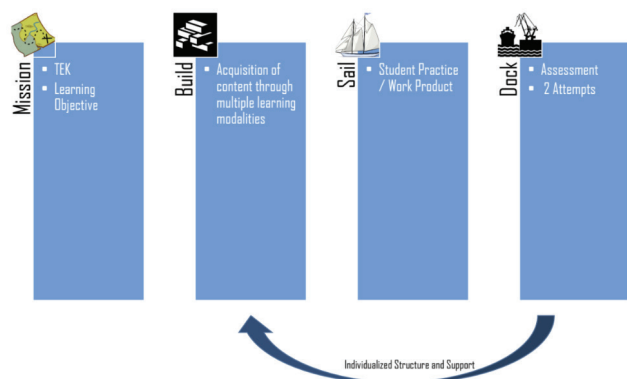 Mission
TEK
Learning
Objective
Build
Acquisition of
content through
multiple learning
modalities
Sail
Student Practice
/ Work Product
Dock
Assessment
2 Attempts
Individualized Structure and Support